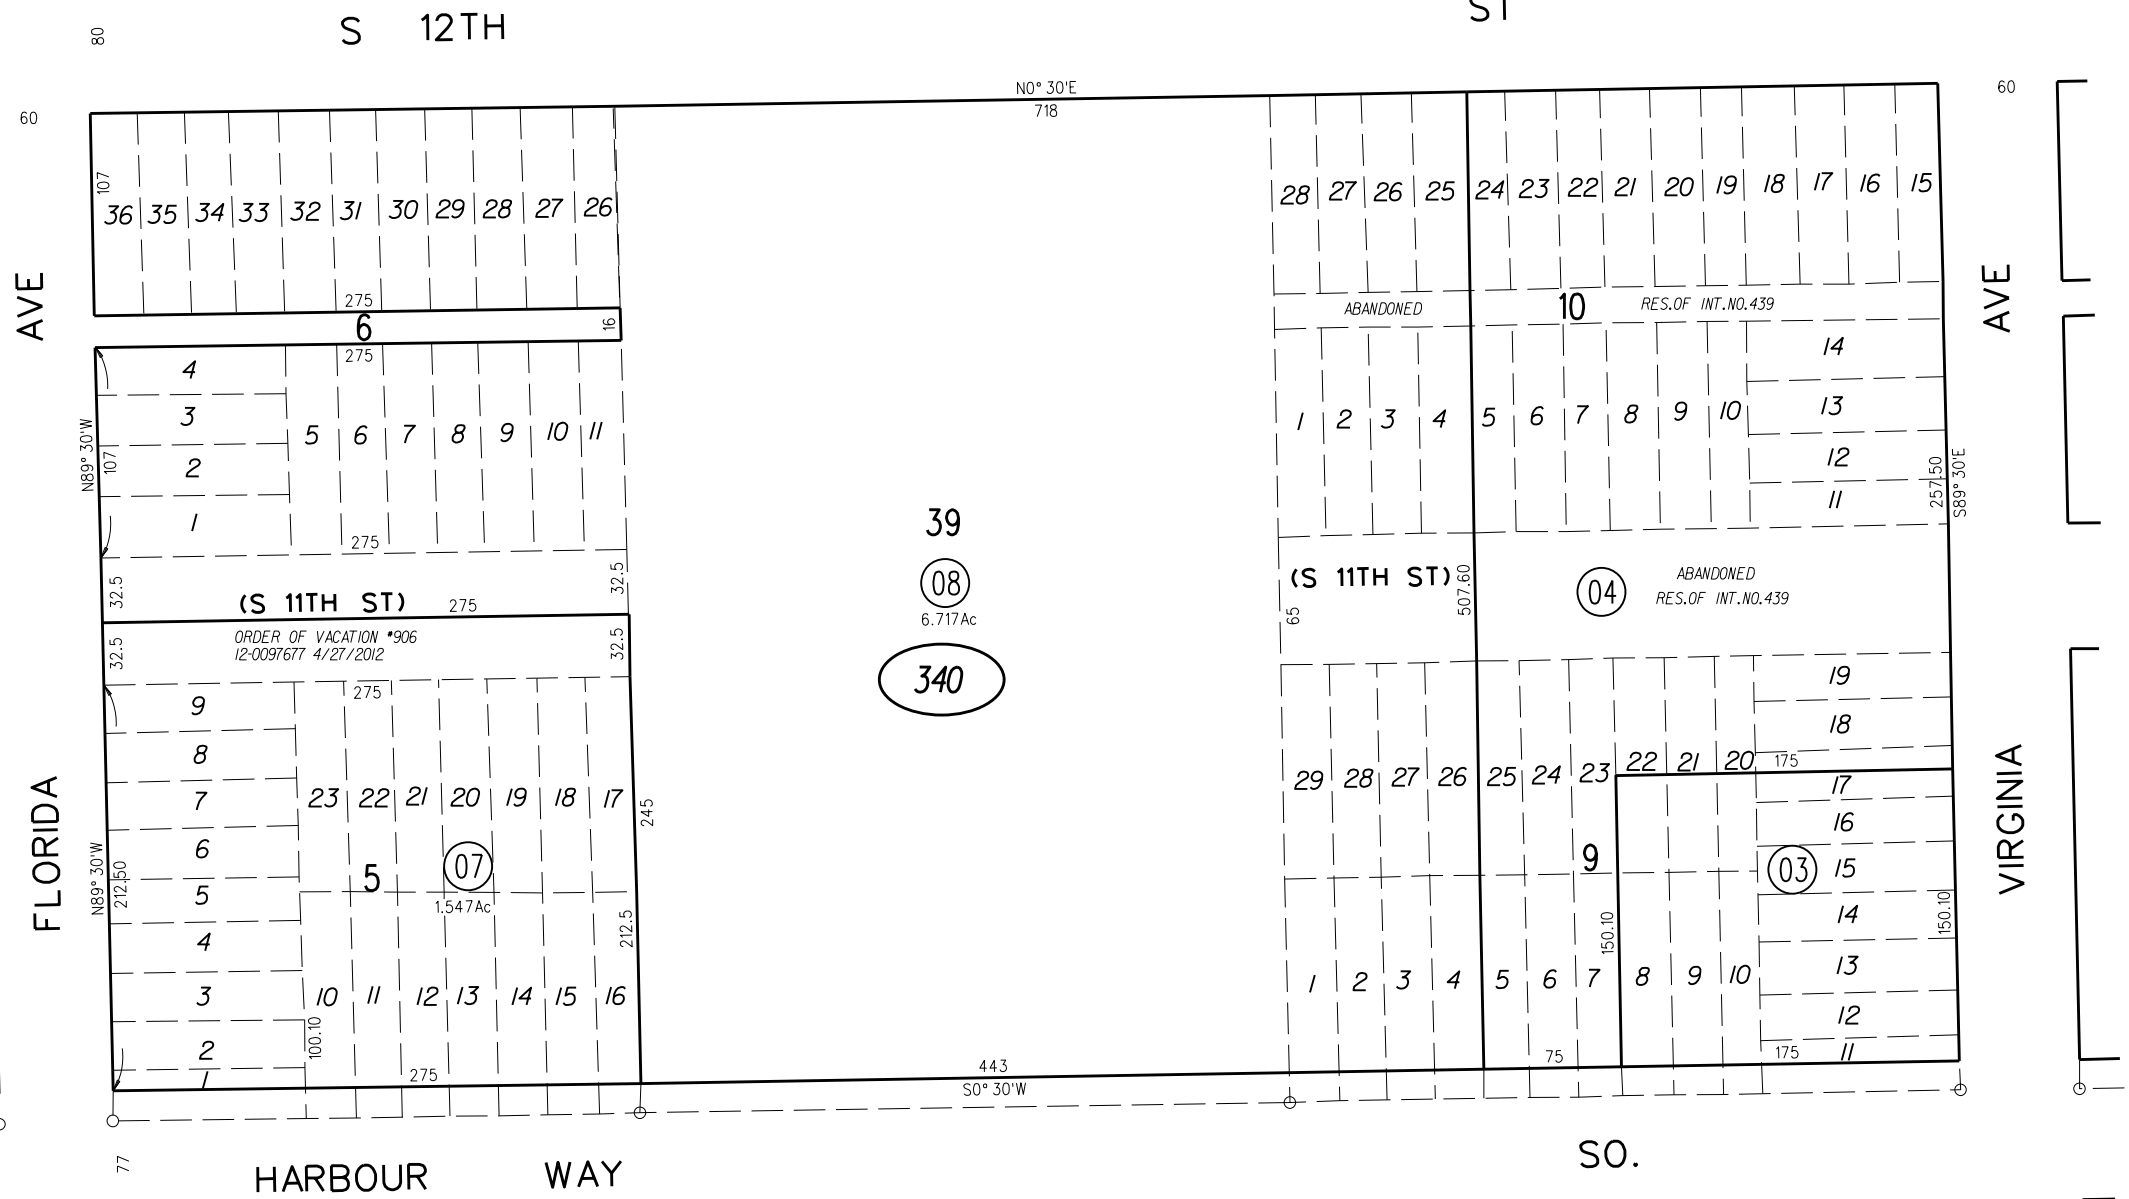 80
S 12TH
ST
60
N0° 30'E
718
60
107
36 35 34 33 32 31 30 29 28 27 26
28 27 26 25 24 23 22 21 20 19 18 17 16 15
275
6
16
ABANDONED
10
RES.OF INT.NO.439
AVE
AVE
275
4
3
2
1
N89° 30'W
107
5 6 7 8 9 10 11
1 2 3 4 5 6 7 8 9 10
14
13
12
11
257.50
S89° 30'E
275
39
08
6.717Ac
340
32.5
(S 11TH ST)
275
32.5
32.5
ORDER OF VACATION #906
12-0097677 4/27/2012
32.5
(S 11TH ST)
65
507.60
04
ABANDONED
RES.OF INT.NO.439
275
9
8
7
6
5
4
3
2
1
FLORIDA
N89° 30'W
212.50
23 22 21 20 19 18 17
245
5
07
1.547Ac
212.5
10 11 12 13 14 15 16
100.10
275
29 28 27 26 25 24 23 22 21 20
175
19
18
17
16
15
14
13
12
11
9
03
150.10
150.10
VIRGINIA
1 2 3 4 5 6 7 8 9 10
443
S0° 30'W
75
175
77
HARBOUR WAY
SO.